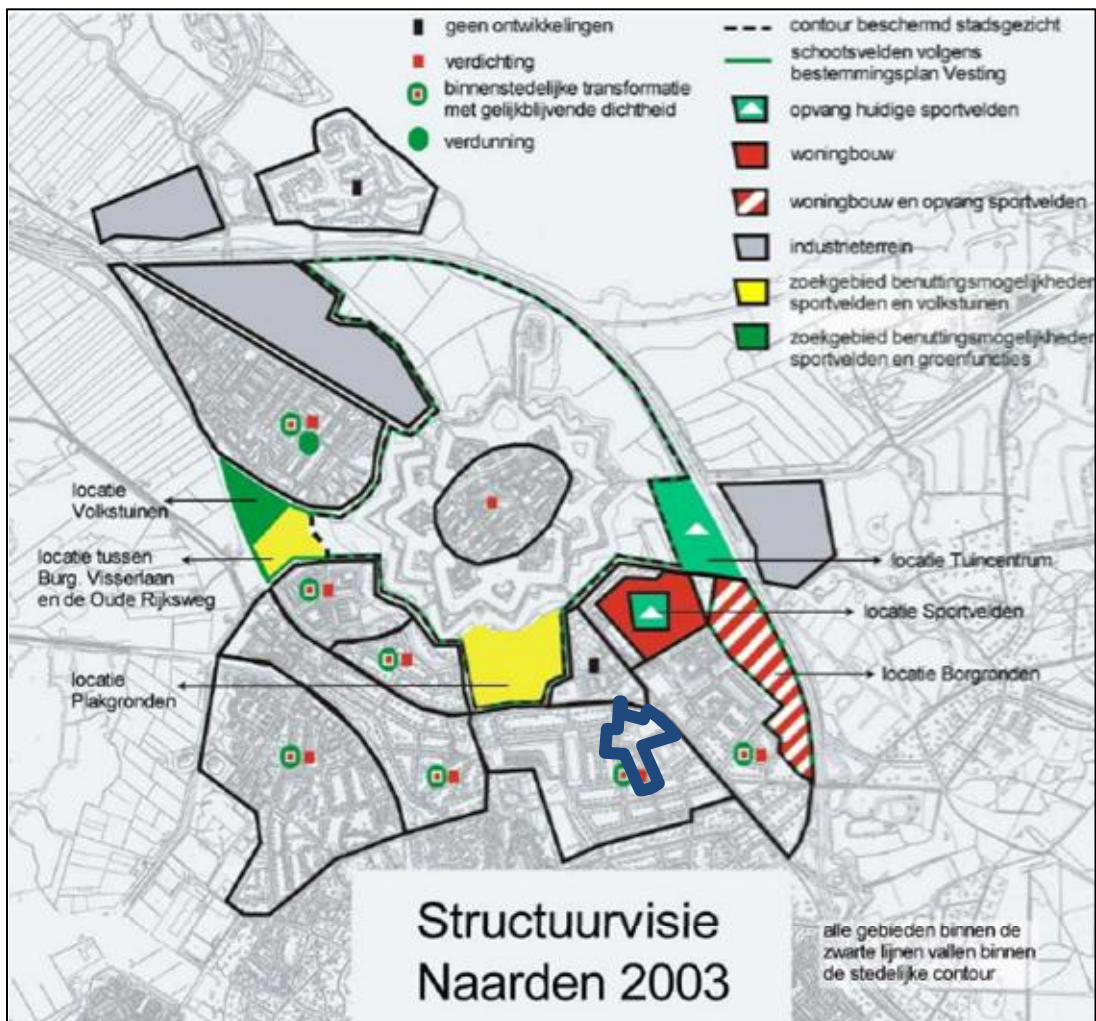 geen ontwikkelingen
verdichting
binnenstedelijke transformatie
met gelijkblijvende dichtheid
verdunning
contour beschermd stadsgezicht
schootsvelden volgens
bestemmingsplan Vesting
opvang huidige sportvelden
woningbouw
woningbouw en opvang sportvelden
industrieterrein
zoekgebied benuttingsmogelijkheden
sportvelden en volkstuinen
zoekgebied benuttingsmogelijkheden
sportvelden en groenfuncties
locatie
Volkstuinen
locatie tussen
Burg. Visserlaan
en de Oude Rijksweg
locatie
Plakgronden
locatie Tuincentrum
locatie Sportvelden
locatie Borgronden
Structuurvisie
Naarden 2003
alle gebieden binnen de
zwarte lijnen vallen binnen
de stedelijke contour